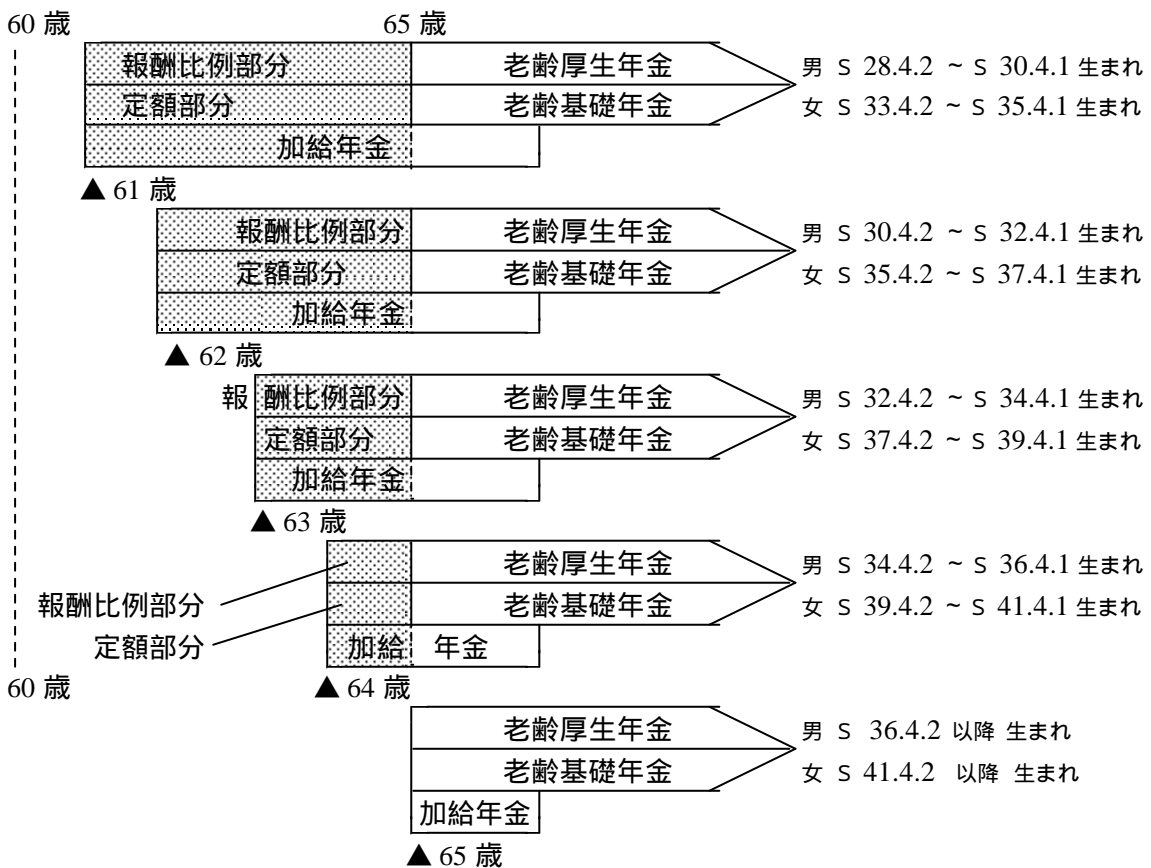 60 歳 65 歳
報酬比例部分 老齢厚生年金 男 S 28.4.2 ~ S 30.4.1 生まれ
定額部分 老齢基礎年金 女 S 33.4.2 ~ S 35.4.1 生まれ
加給年金
▲ 61 歳
報酬比例部分 老齢厚生年金 男 S 30.4.2 ~ S 32.4.1 生まれ
定額部分 老齢基礎年金 女 S 35.4.2 ~ S 37.4.1 生まれ
加給年金
▲ 62 歳
報酬比例部分 老齢厚生年金 男 S 32.4.2 ~ S 34.4.1 生まれ
定額部分 老齢基礎年金 女 S 37.4.2 ~ S 39.4.1 生まれ
加給年金
▲ 63 歳
老齢厚生年金 男 S 34.4.2 ~ S 36.4.1 生まれ
報酬比例部分 老齢基礎年金 女 S 39.4.2 ~ S 41.4.1 生まれ
定額部分 加給 年金
60 歳 ▲ 64 歳
老齢厚生年金 男 S 36.4.2 以降 生まれ
老齢基礎年金 女 S 41.4.2 以降 生まれ
加給年金
▲ 65 歳